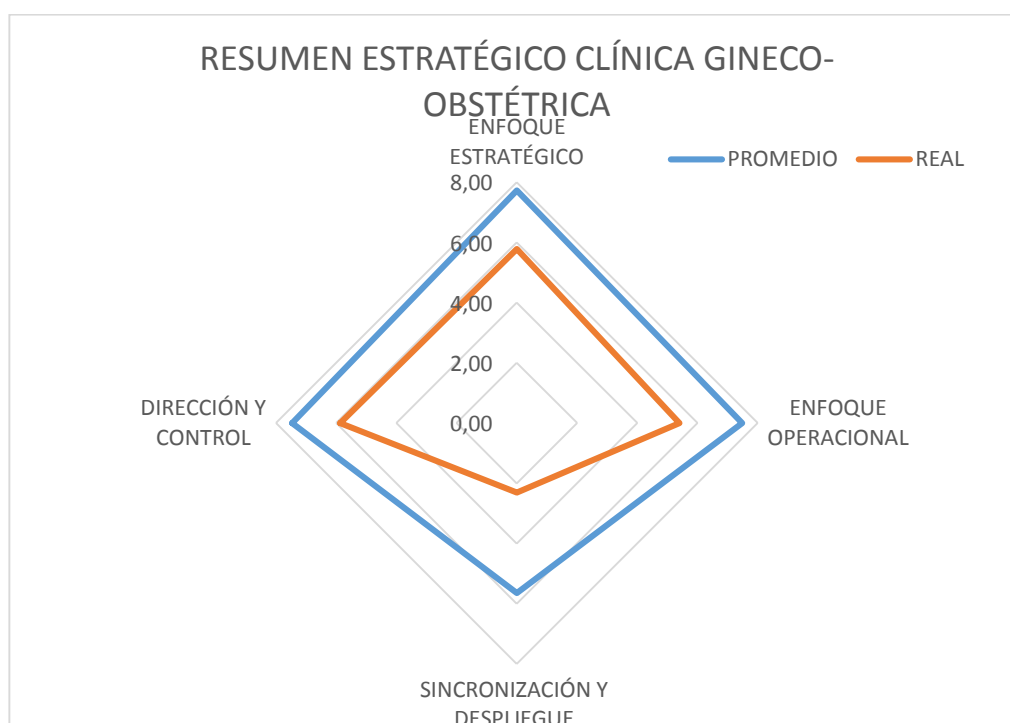 RESUMEN ESTRATÉGICO CLÍNICA GINECO-
OBSTÉTRICA
ENFOQUE
ESTRATÉGICO
PROMEDIO
REAL
8,00
6,00
4,00
2,00
0,00
DIRECCIÓN Y
CONTROL
ENFOQUE
OPERACIONAL
SINCRONIZACIÓN Y
DESPLIEGUE